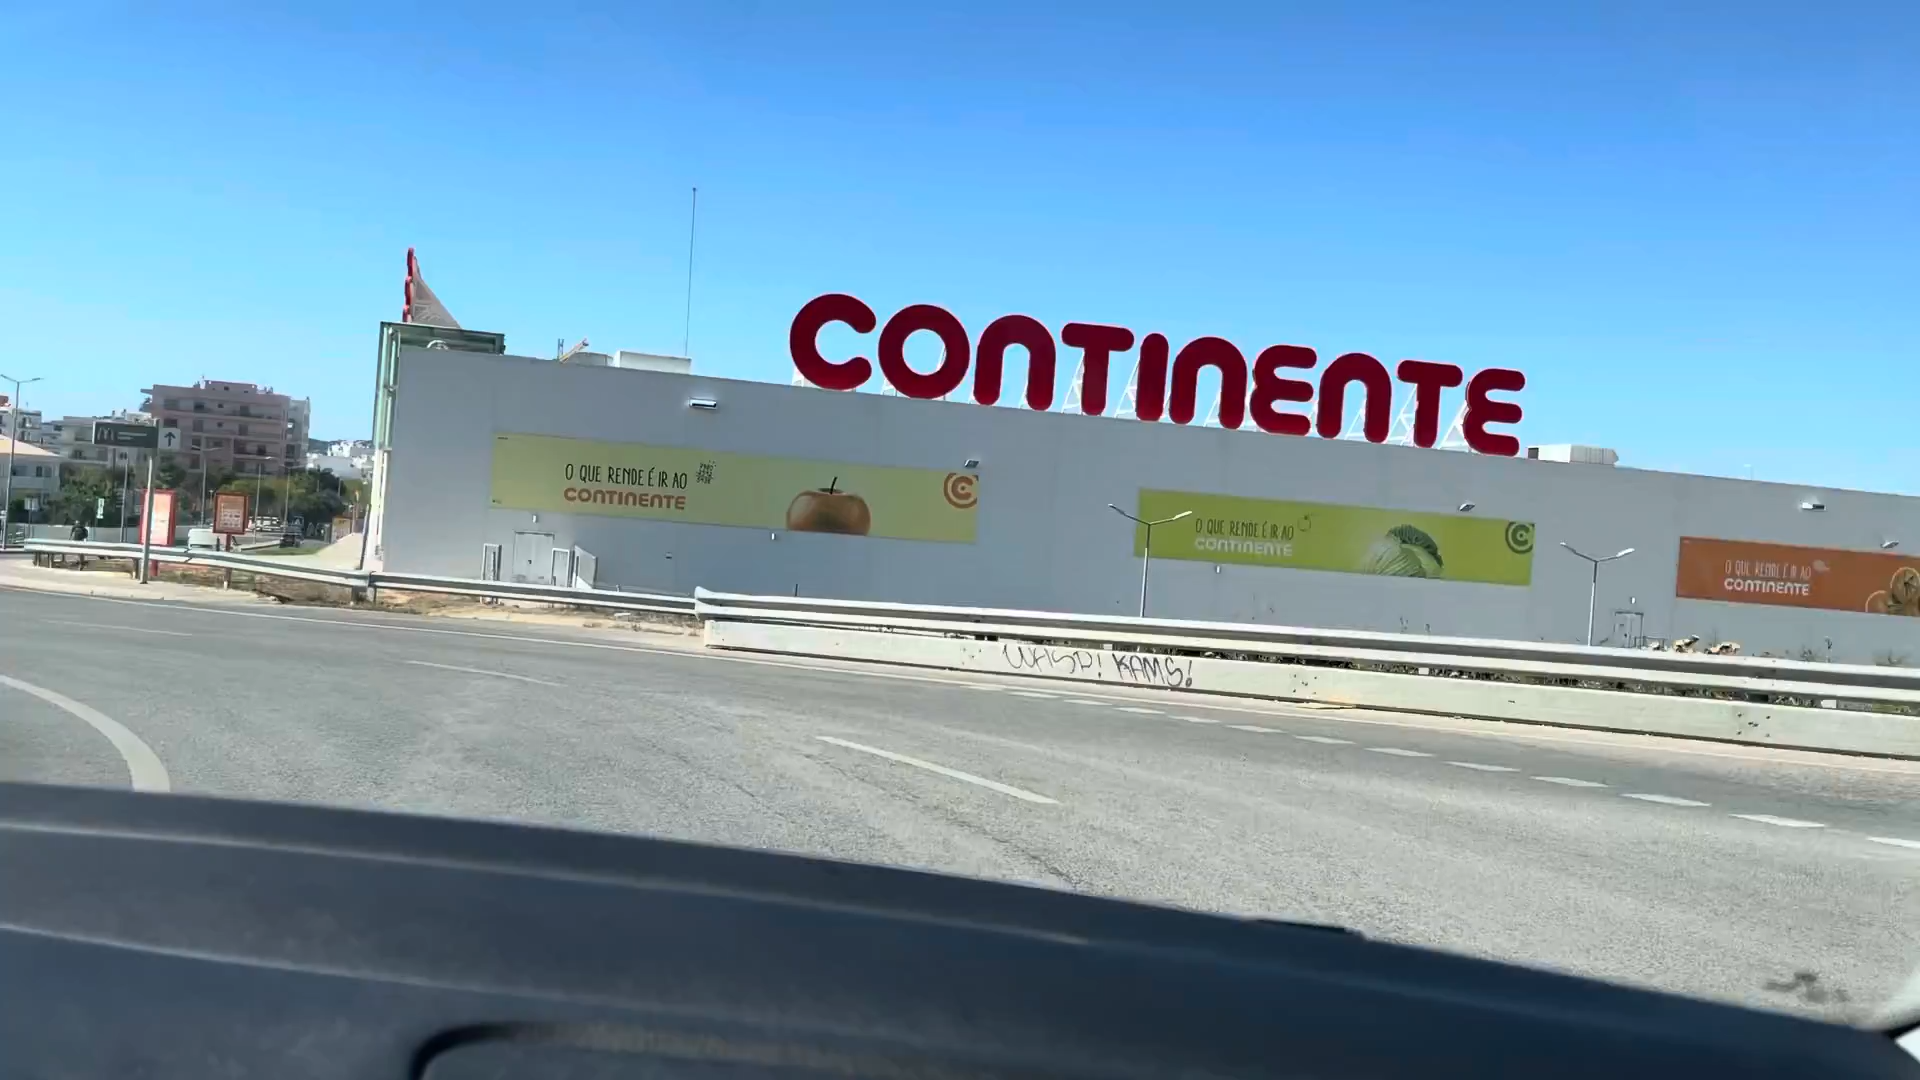 CONTINENTE
O QUE RENDE É IR AO
CONTINENTE
O QUE RENDE É IR AO
CONTINENTE
O QUE RENDE É IR AO
CONTINENTE
WASP! KAMS!